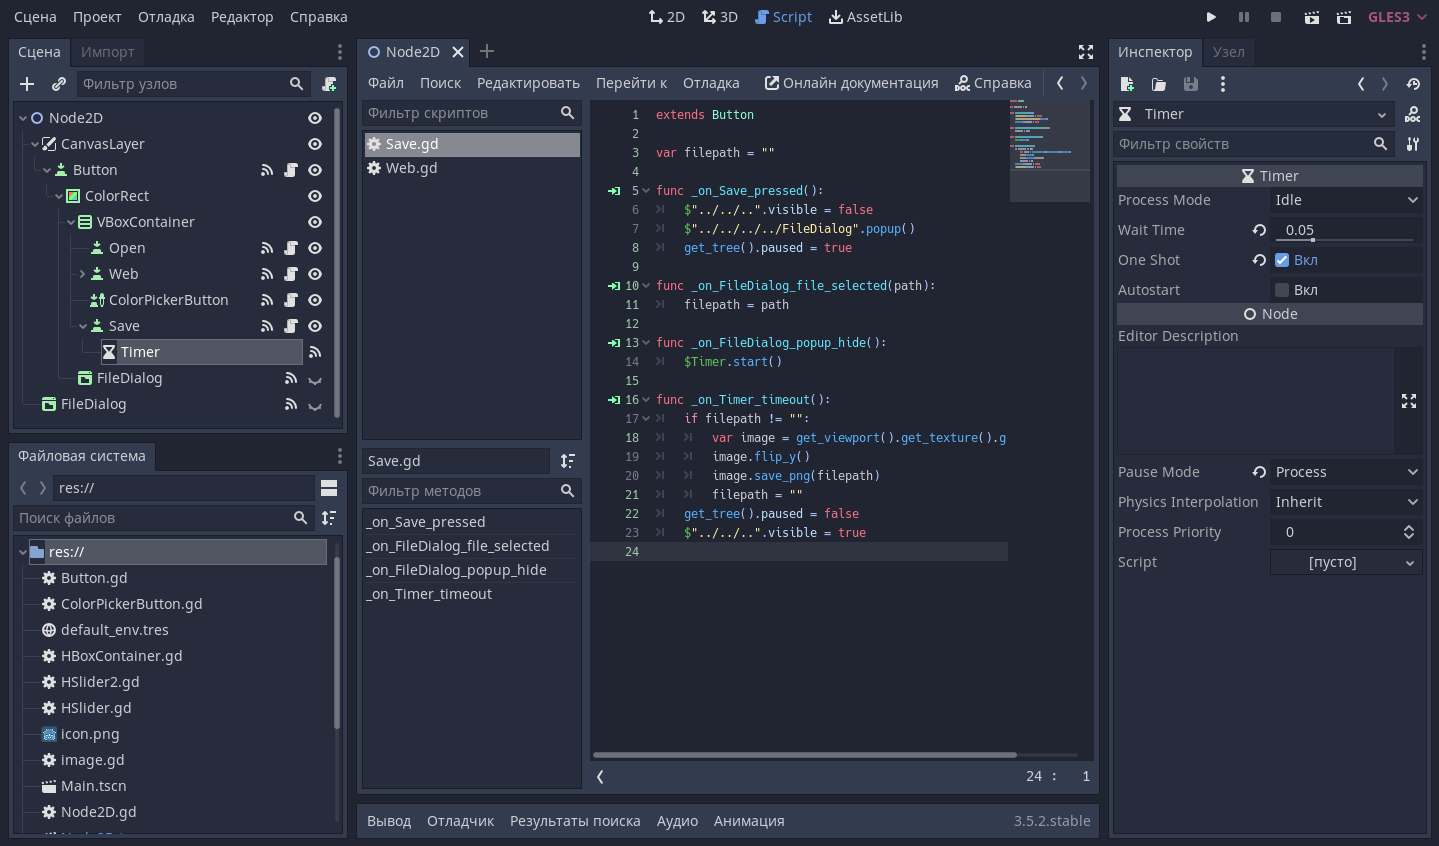 Сцена Проект Отладка Редактор Справка
2D 3D Script AssetLib
GLES3
Сцена Импорт
Фильтр узлов
Node2D
CanvasLayer
Button
ColorRect
VBoxContainer
Open
Web
ColorPickerButton
Save
Timer
FileDialog
FileDialog
Файловая система
res://
Поиск файлов
res://
Button.gd
ColorPickerButton.gd
default_env.tres
HBoxContainer.gd
HSlider2.gd
HSlider.gd
icon.png
image.gd
Main.tscn
Node2D.gd
Node2D
Файл Поиск Редактировать Перейти к Отладка Онлайн документация Справка
Фильтр скриптов
Save.gd
Web.gd
Save.gd
Фильтр методов
_on_Save_pressed
_on_FileDialog_file_selected
_on_FileDialog_popup_hide
_on_Timer_timeout
1 extends Button
2
3 var filepath = ""
4
5 func _on_Save_pressed():
6 $"../../..".visible = false
7 $"../../../../FileDialog".popup()
8 get_tree().paused = true
9
10 func _on_FileDialog_file_selected(path):
11 filepath = path
12
13 func _on_FileDialog_popup_hide():
14 $Timer.start()
15
16 func _on_Timer_timeout():
17 if filepath != "":
18 var image = get_viewport().get_texture().g
19 image.flip_y()
20 image.save_png(filepath)
21 filepath = ""
22 get_tree().paused = false
23 $"../../..".visible = true
24
24 : 1
Вывод Отладчик Результаты поиска Аудио Анимация 3.5.2.stable
Инспектор Узел
Timer
Фильтр свойств
Timer
Process Mode Idle
Wait Time 0.05
One Shot Вкл
Autostart Вкл
Node
Editor Description
Pause Mode Process
Physics Interpolation Inherit
Process Priority 0
Script [пусто]